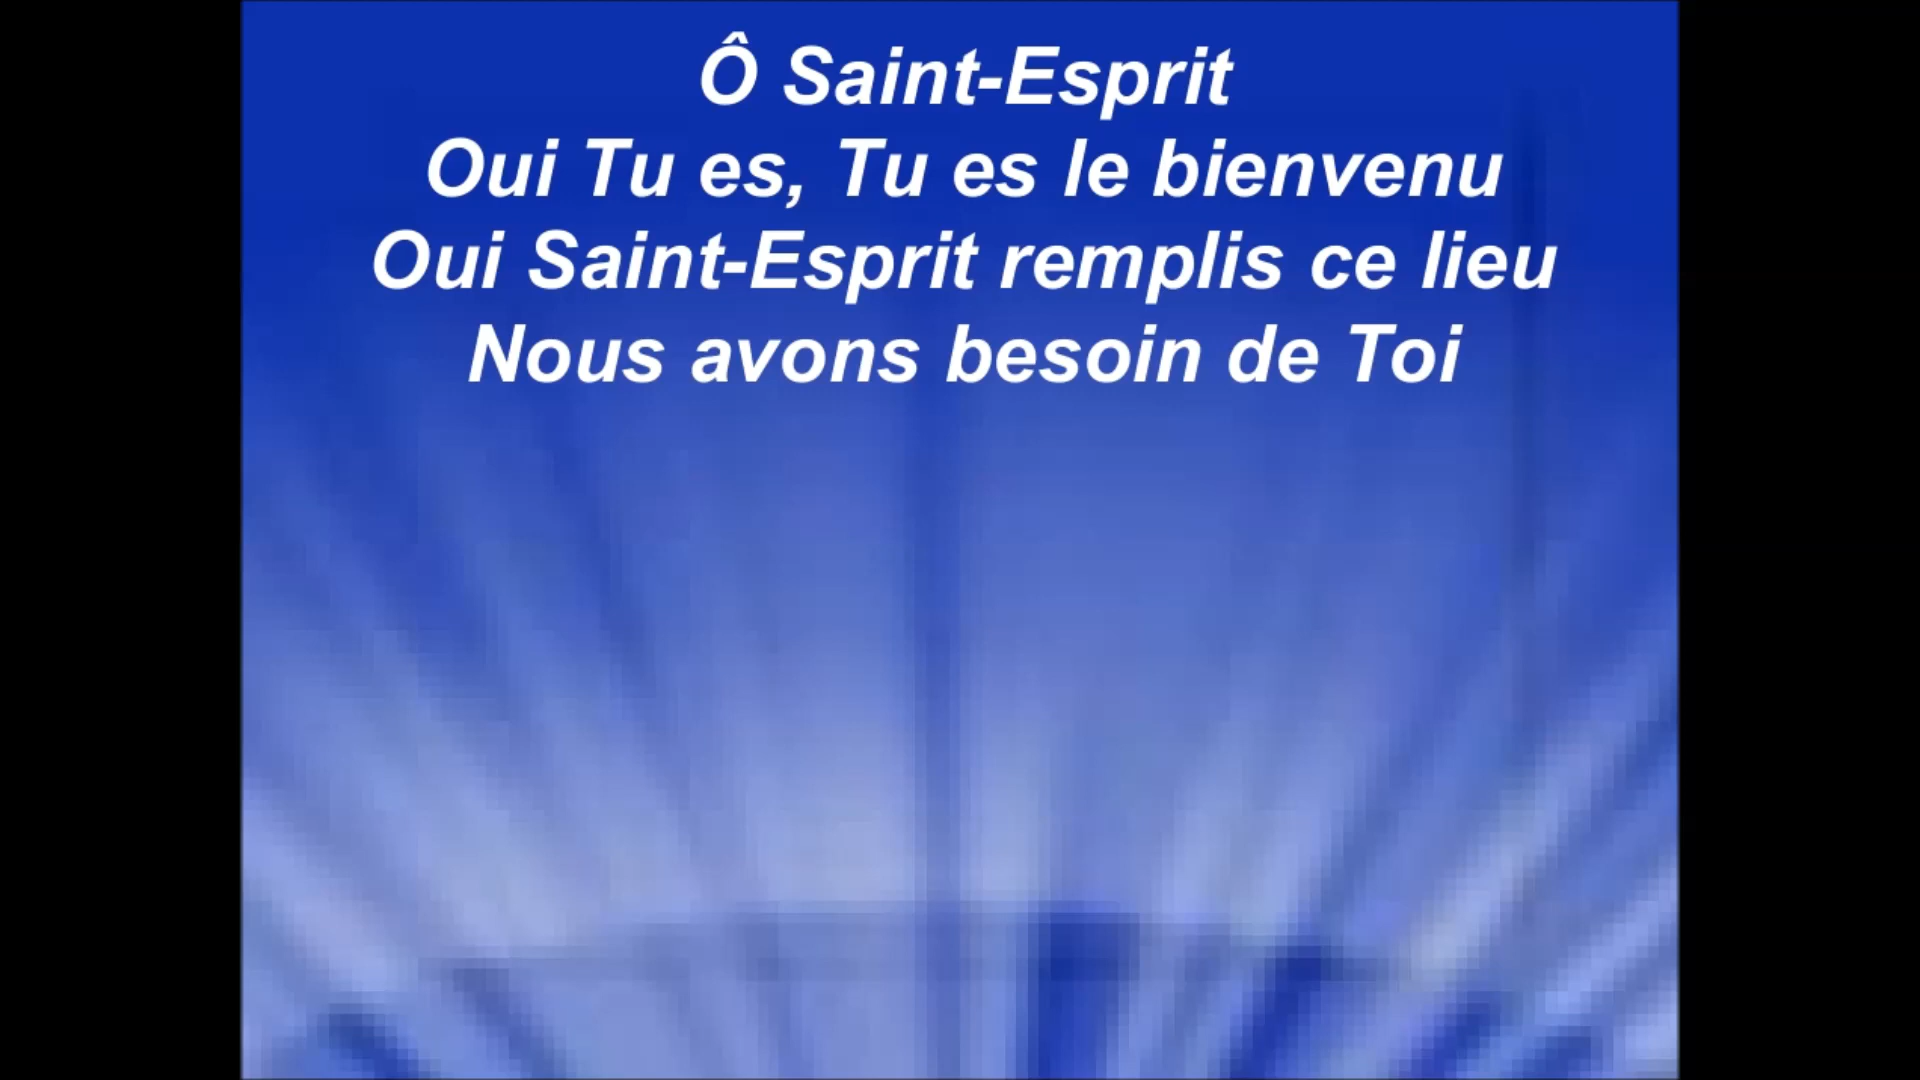 Ô Saint-Esprit
Oui Tu es, Tu es le bienvenu
Oui Saint-Esprit remplis ce lieu
Nous avons besoin de Toi